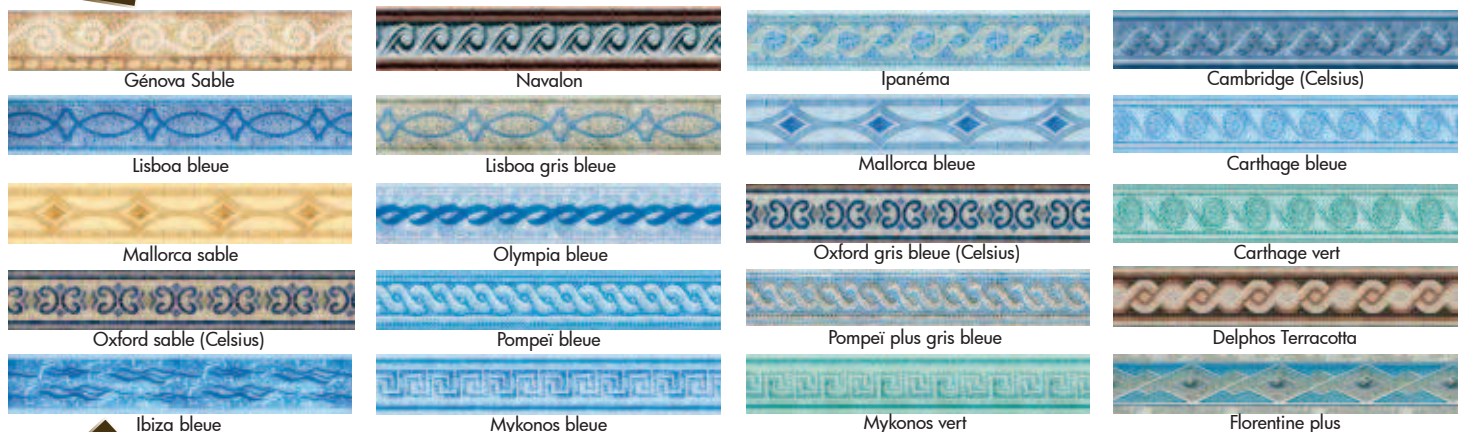 Génova Sable
Navalon
Ipanéma
Cambridge (Celsius)
Lisboa bleue
Lisboa gris bleue
Mallorca bleue
Carthage bleue
Mallorca sable
Olympia bleue
Oxford gris bleue (Celsius)
Carthage vert
Oxford sable (Celsius)
Pompeï bleue
Pompeï plus gris bleue
Delphos Terracotta
Ibiza bleue
Mykonos bleue
Mykonos vert
Florentine plus